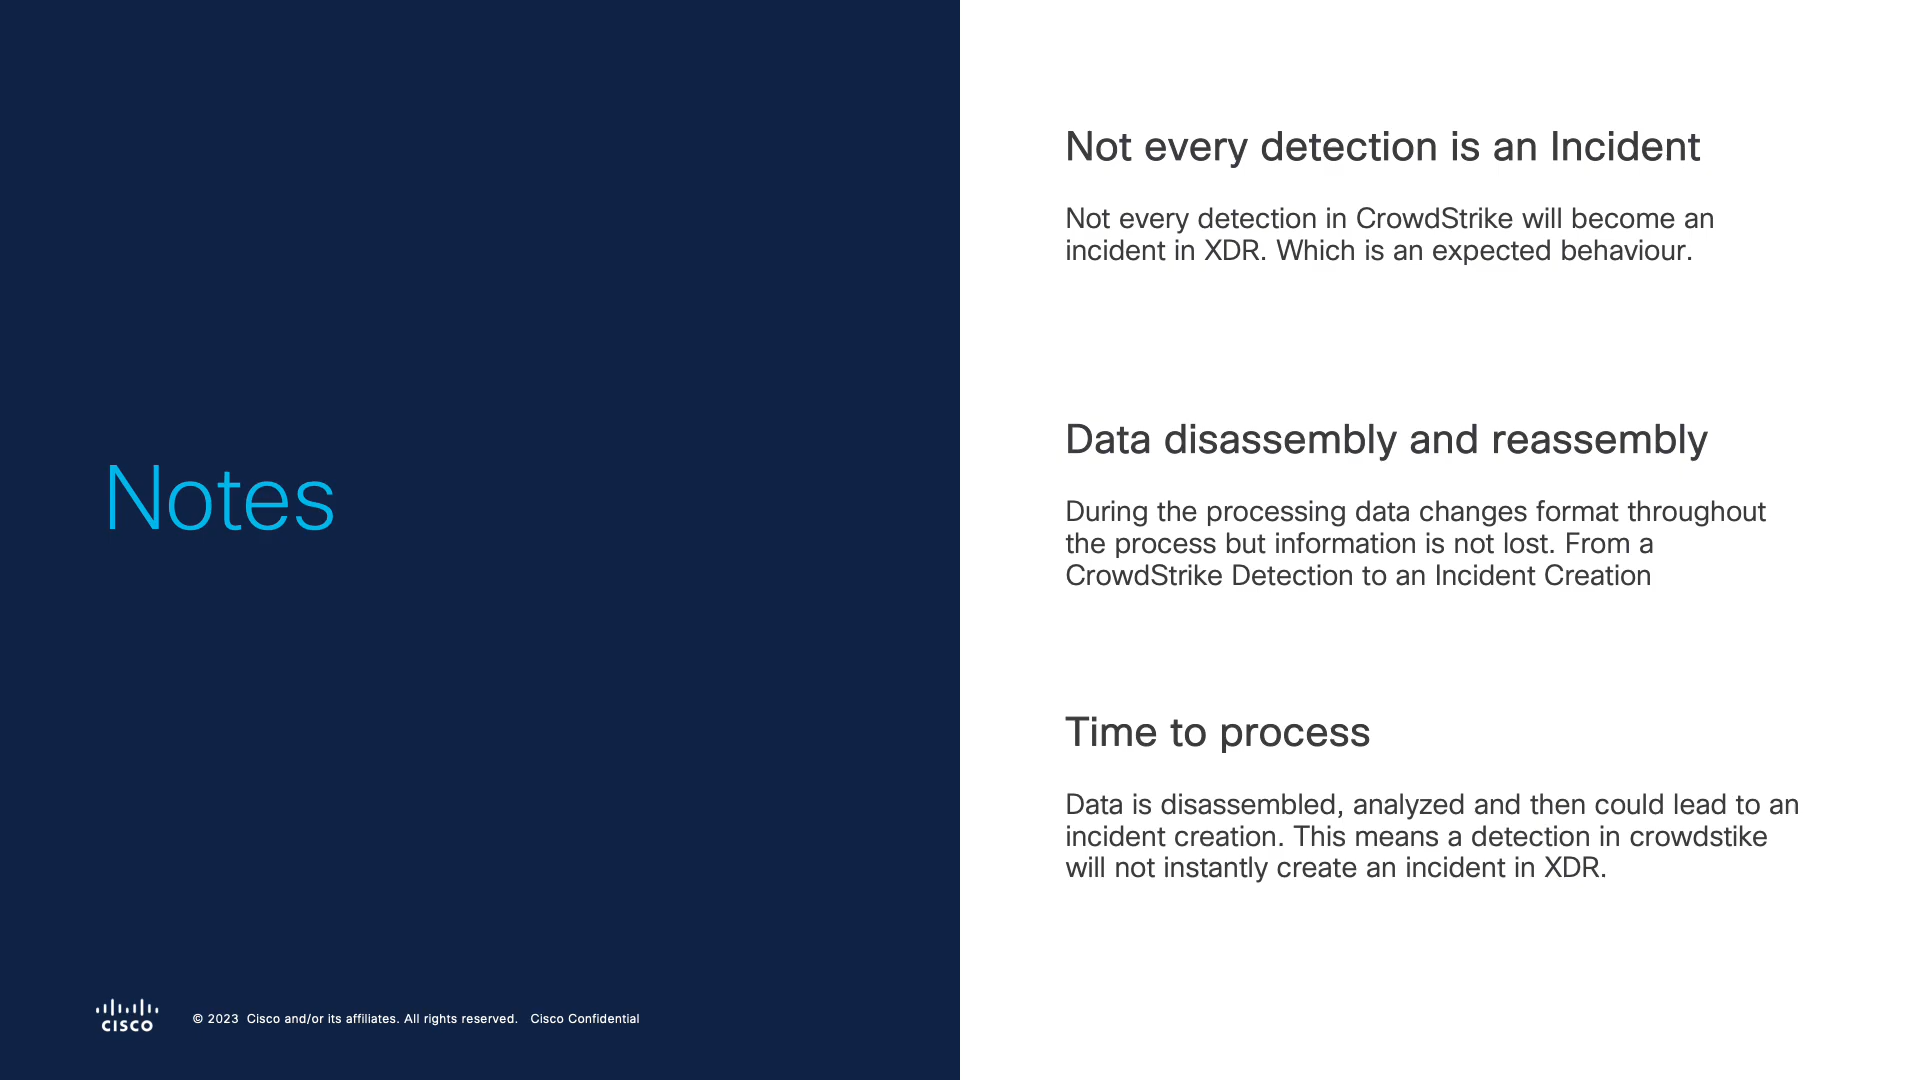 Notes
Not every detection is an Incident
Not every detection in CrowdStrike will become an
incident in XDR. Which is an expected behaviour.
Data disassembly and reassembly
During the processing data changes format throughout
the process but information is not lost. From a
CrowdStrike Detection to an Incident Creation
Time to process
Data is disassembled, analyzed and then could lead to an
incident creation. This means a detection in crowdstike
will not instantly create an incident in XDR.
CISCO
© 2023 Cisco and/or its affiliates. All rights reserved. Cisco Confidential